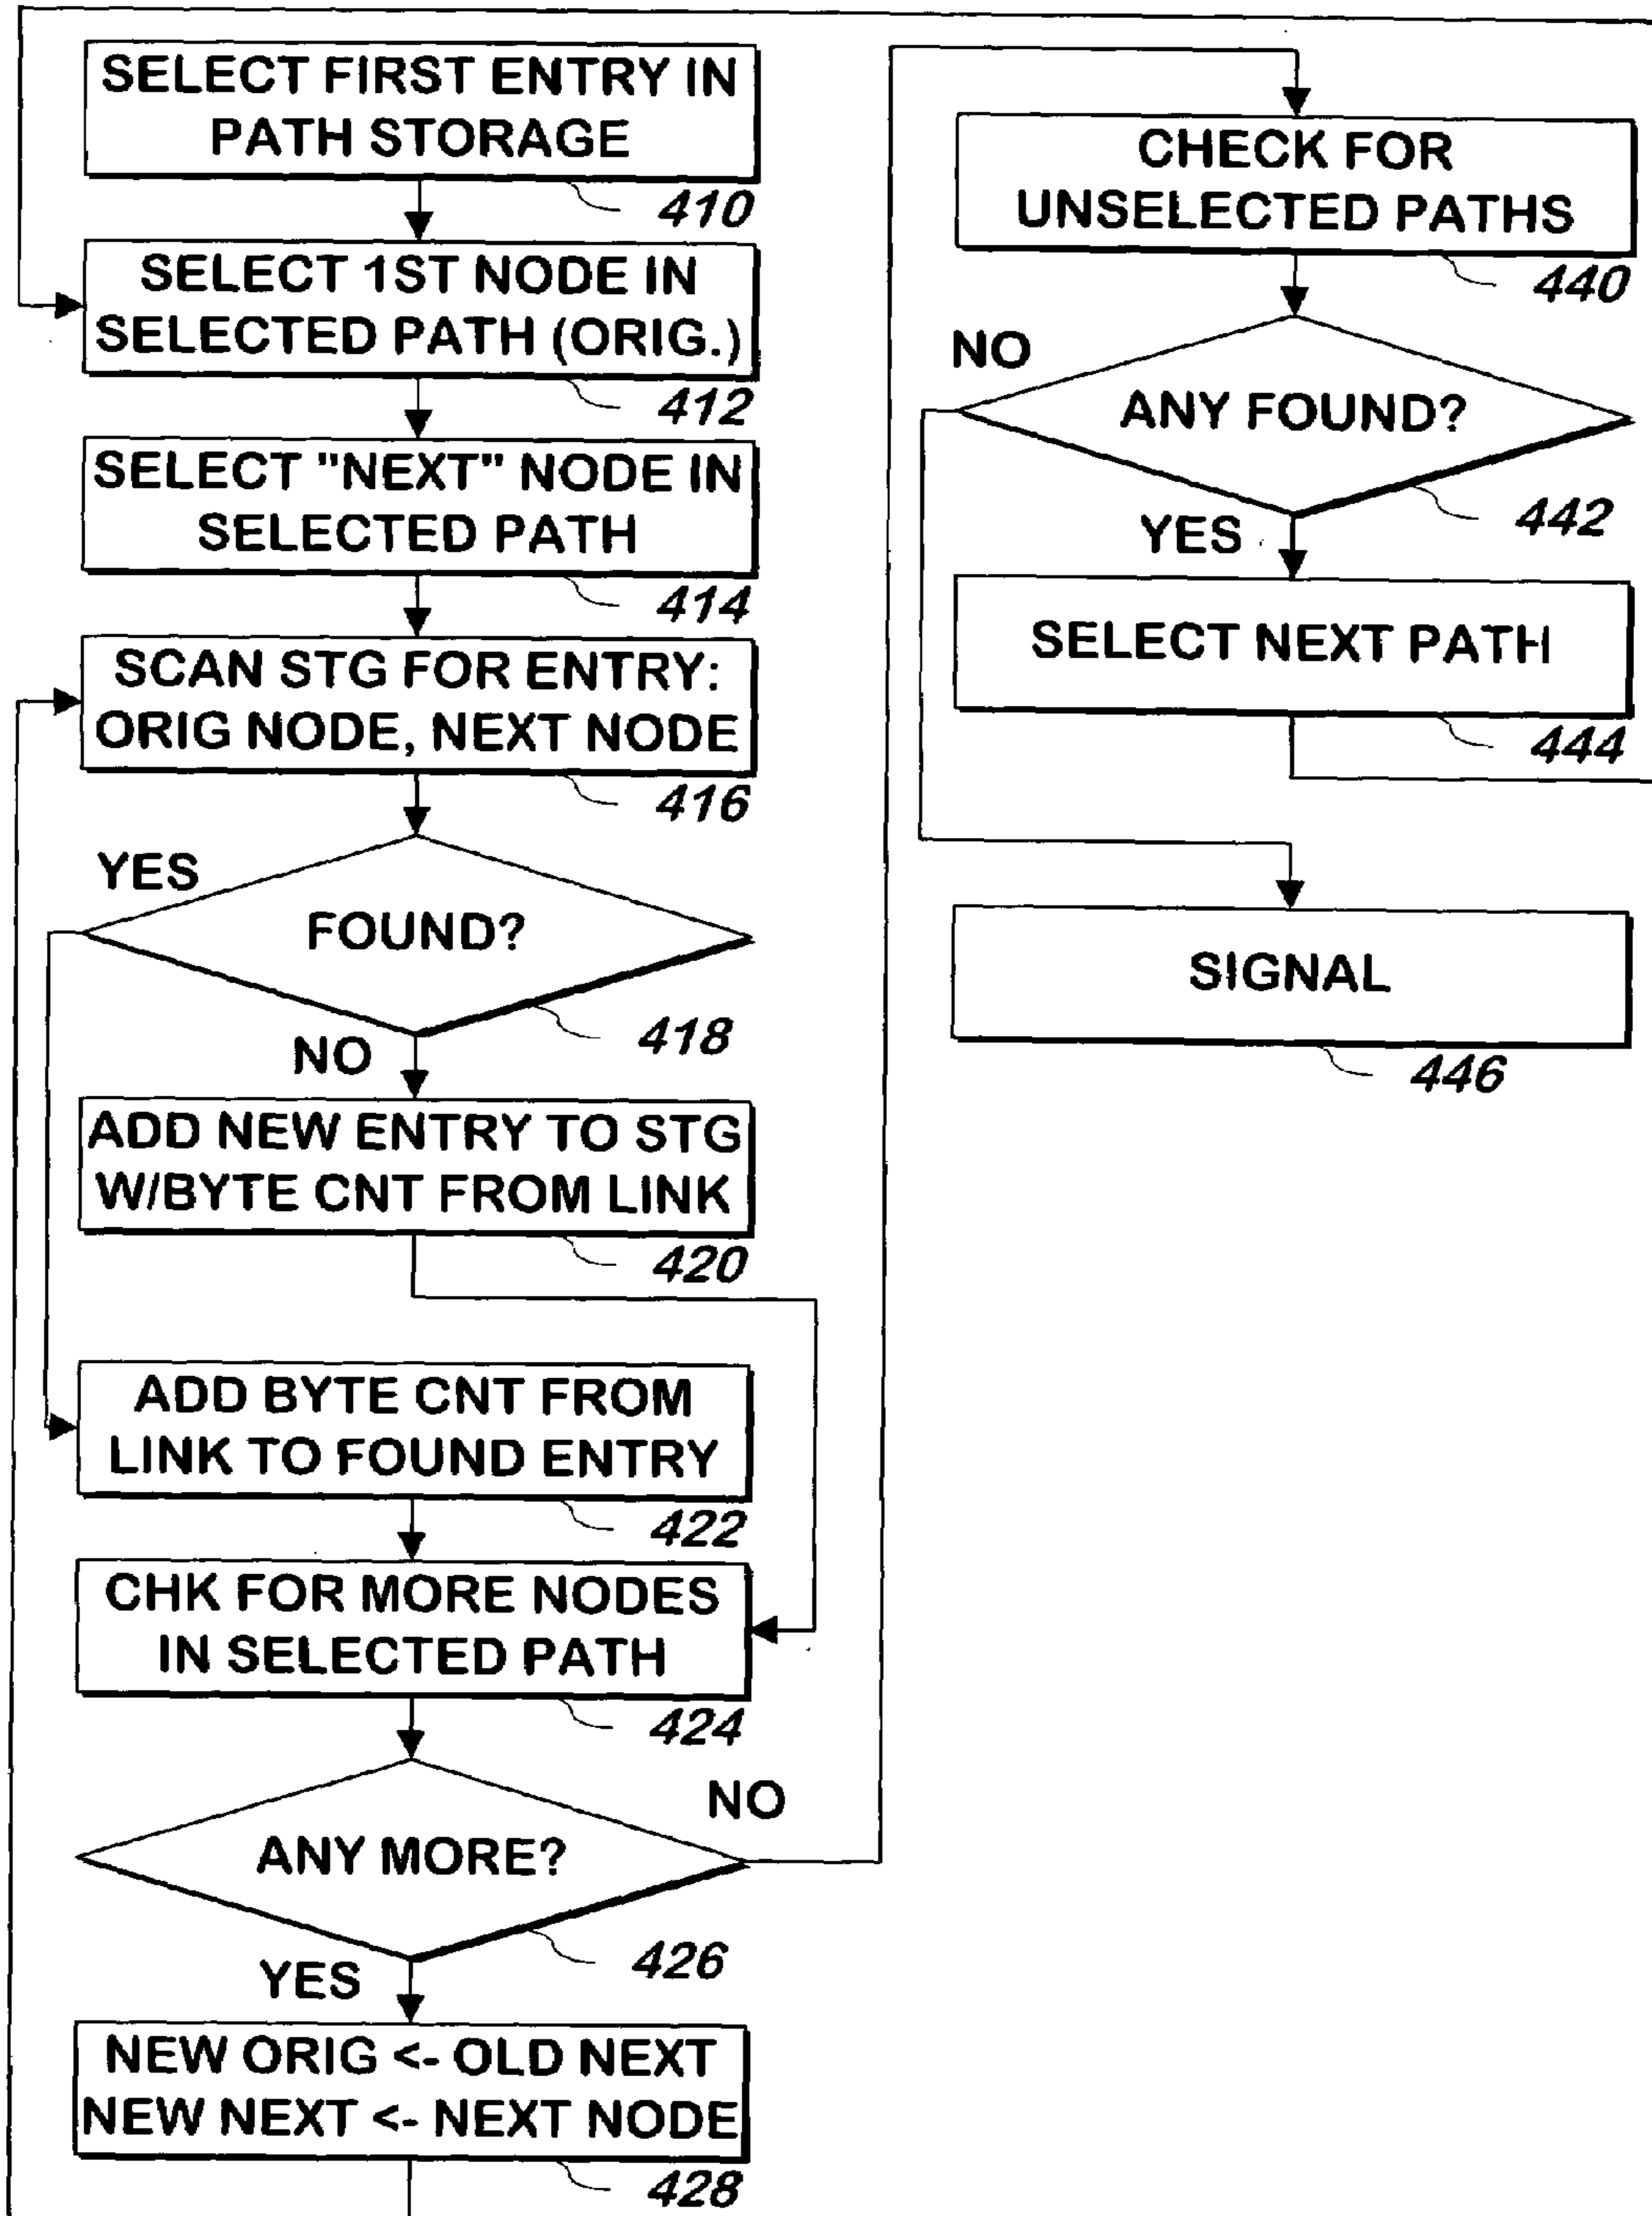 SELECT FIRST ENTRY IN
PATH STORAGE
410
SELECT 1ST NODE IN
SELECTED PATH (ORIG.)
412
SELECT "NEXT" NODE IN
SELECTED PATH
414
SCAN STG FOR ENTRY:
ORIG NODE, NEXT NODE
416
YES
FOUND?
418
NO
ADD NEW ENTRY TO STG
W/BYTE CNT FROM LINK
420
ADD BYTE CNT FROM
LINK TO FOUND ENTRY
422
CHK FOR MORE NODES
IN SELECTED PATH
424
NO
ANY MORE?
426
YES
NEW ORIG <- OLD NEXT
NEW NEXT <- NEXT NODE
428
CHECK FOR
UNSELECTED PATHS
440
NO
ANY FOUND?
442
YES
SELECT NEXT PATH
444
SIGNAL
446